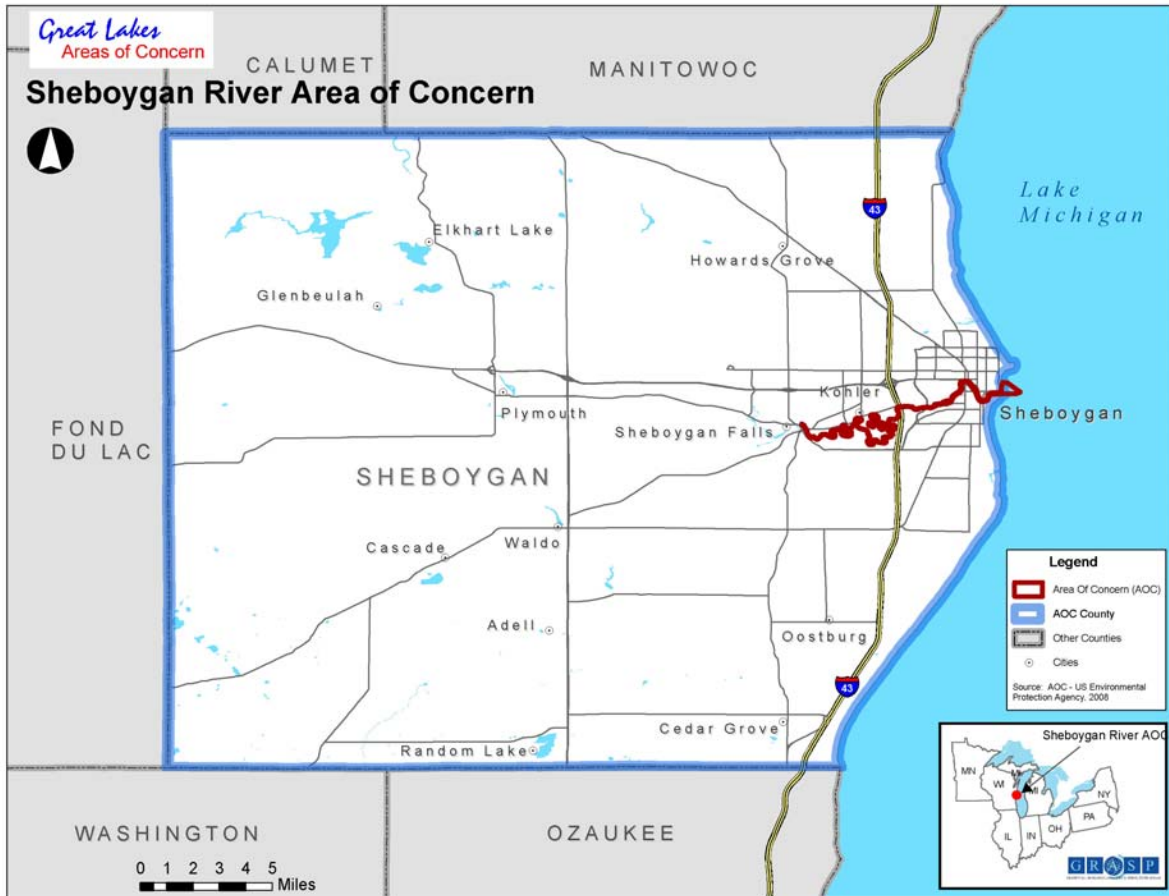 Great Lakes
Areas of Concern
Sheboygan River Area of Concern
CALUMET
MANITOWOC
Lake
Michigan
43
Elkhart Lake
Howards Grove
Glenbeulah
Kohler
Plymouth
Sheboygan
FOND
DU LAC
Sheboygan Falls
SHEBOYGAN
Waldo
Cascade
Adell
Oostburg
43
Cedar Grove
Random Lake
WASHINGTON
OZAUKEE
0 1 2 3 4 5
Miles
Legend
Area Of Concern (AOC)
AOC County
Other Counties
Cities
Source: AOC - US Environmental
Protection Agency, 2008
Sheboygan River AOC
MN
WI
MI
MI
NY
PA
IL
IN
OH
GRASP